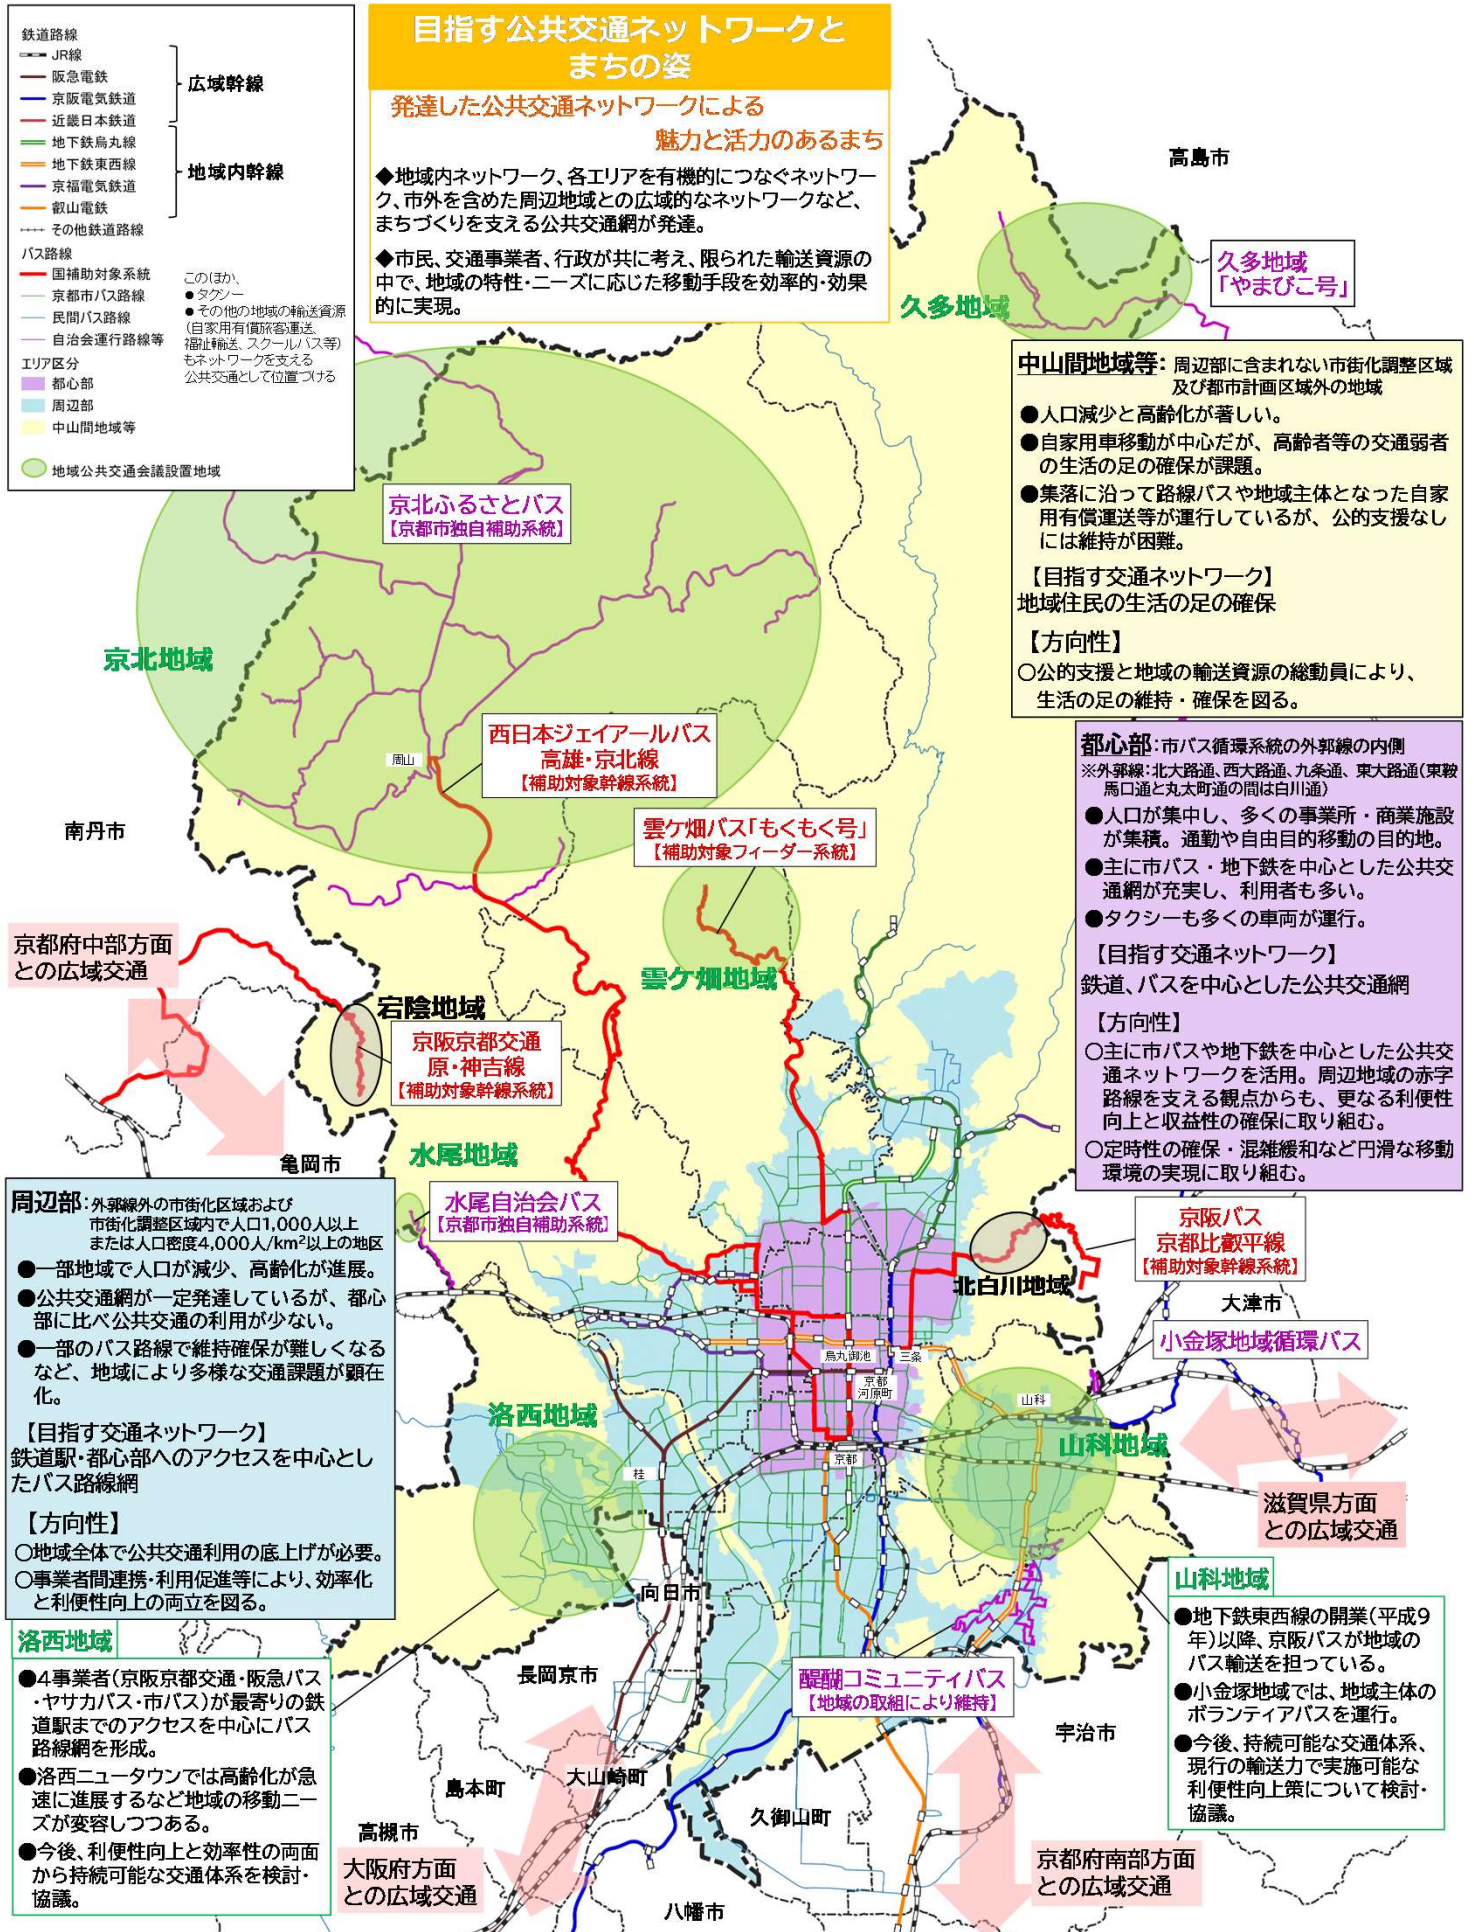 鉄道路線
JR線
阪急電鉄
京阪電気鉄道
近畿日本鉄道
広域幹線
地下鉄烏丸線
地下鉄東西線
京福電気鉄道
叡山電鉄
地域内幹線
その他鉄道路線
バス路線
国補助対象系統
京都市バス路線
民間バス路線
自治会運行路線等
このほか、
● タクシー
● その他の地域の輸送資源
(自家用有償旅客運送、
福祉輸送、スクールバス等)
もネットワークを支える
公共交通として位置づける
エリア区分
都心部
周辺部
中山間地域等
地域公共交通会議設置地域
目指す公共交通ネットワークと
まちの姿
発達した公共交通ネットワークによる
魅力と活力のあるまち
◆地域内ネットワーク、各エリアを有機的につなぐネットワー
ク、市外を含めた周辺地域との広域的なネットワークなど、
まちづくりを支える公共交通網が発達。
◆市民、交通事業者、行政が共に考え、限られた輸送資源の
中で、地域の特性・ニーズに応じた移動手段を効率的・効果
的に実現。
高島市
久多地域
「やまびこ号」
久多地域
中山間地域等：周辺部に含まれない市街化調整区域
及び都市計画区域外の地域
●人口減少と高齢化が著しい。
●自家用車移動が中心だが、高齢者等の交通弱者
の生活の足の確保が課題。
●集落に沿って路線バスや地域主体となった自家
用有償運送等が運行しているが、公的支援なし
には維持が困難。
【目指す交通ネットワーク】
地域住民の生活の足の確保
【方向性】
○公的支援と地域の輸送資源の総動員により、
生活の足の維持・確保を図る。
京北ふるさとバス
【京都市独自補助系統】
京北地域
西日本ジェイアールバス
高雄・京北線
【補助対象幹線系統】
周山
南丹市
雲ケ畑バス「もくもく号」
【補助対象フィーダー系統】
雲ケ畑地域
都心部：市バス循環系統の外郭線の内側
※外郭線：北大路通、西大路通、九条通、東大路通（東鞍
馬口通と丸太町通の間は白川通）
●人口が集中し、多くの事業所・商業施設
が集積。通勤や自由目的移動の目的地。
●主に市バス・地下鉄を中心とした公共交
通網が充実し、利用者も多い。
●タクシーも多くの車両が運行。
【目指す交通ネットワーク】
鉄道、バスを中心とした公共交通網
【方向性】
○主に市バスや地下鉄を中心とした公共交
通ネットワークを活用。周辺地域の赤字
路線を支える観点からも、更なる利便性
向上と収益性の確保に取り組む。
○定時性の確保・混雑緩和など円滑な移動
環境の実現に取り組む。
京都府中部方面
との広域交通
宕陰地域
京阪京都交通
原・神吉線
【補助対象幹線系統】
亀岡市
水尾地域
水尾自治会バス
【京都市独自補助系統】
周辺部：外郭線外の市街化区域および
市街化調整区域内で人口1,000人以上
または人口密度4,000人/km²以上の地区
●一部地域で人口が減少、高齢化が進展。
●公共交通網が一定発達しているが、都心
部に比べ公共交通の利用が少ない。
●一部のバス路線で維持確保が難しくなる
など、地域により多様な交通課題が顕在
化。
【目指す交通ネットワーク】
鉄道駅・都心部へのアクセスを中心とし
たバス路線網
【方向性】
○地域全体で公共交通利用の底上げが必要。
○事業者間連携・利用促進等により、効率化
と利便性向上の両立を図る。
京阪バス
京都比叡平線
【補助対象幹線系統】
北白川地域
大津市
小金塚地域循環バス
烏丸御池
三条
京都
河原町
山科
京都
桂
洛西地域
山科地域
滋賀県方面
との広域交通
向日市
長岡京市
洛西地域
●4事業者（京阪京都交通・阪急バス
・ヤサカバス・市バス）が最寄りの鉄
道駅までのアクセスを中心にバス
路線網を形成。
●洛西ニュータウンでは高齢化が急
速に進展するなど地域の移動ニー
ズが変容しつつある。
●今後、利便性向上と効率性の両面
から持続可能な交通体系を検討・
協議。
醍醐コミュニティバス
【地域の取組により維持】
山科地域
●地下鉄東西線の開業（平成9
年）以降、京阪バスが地域の
バス輸送を担っている。
●小金塚地域では、地域主体の
ボランティアバスを運行。
●今後、持続可能な交通体系、
現行の輸送力で実施可能な
利便性向上策について検討・
協議。
宇治市
島本町
大山崎町
久御山町
高槻市
大阪府方面
との広域交通
京都府南部方面
との広域交通
八幡市